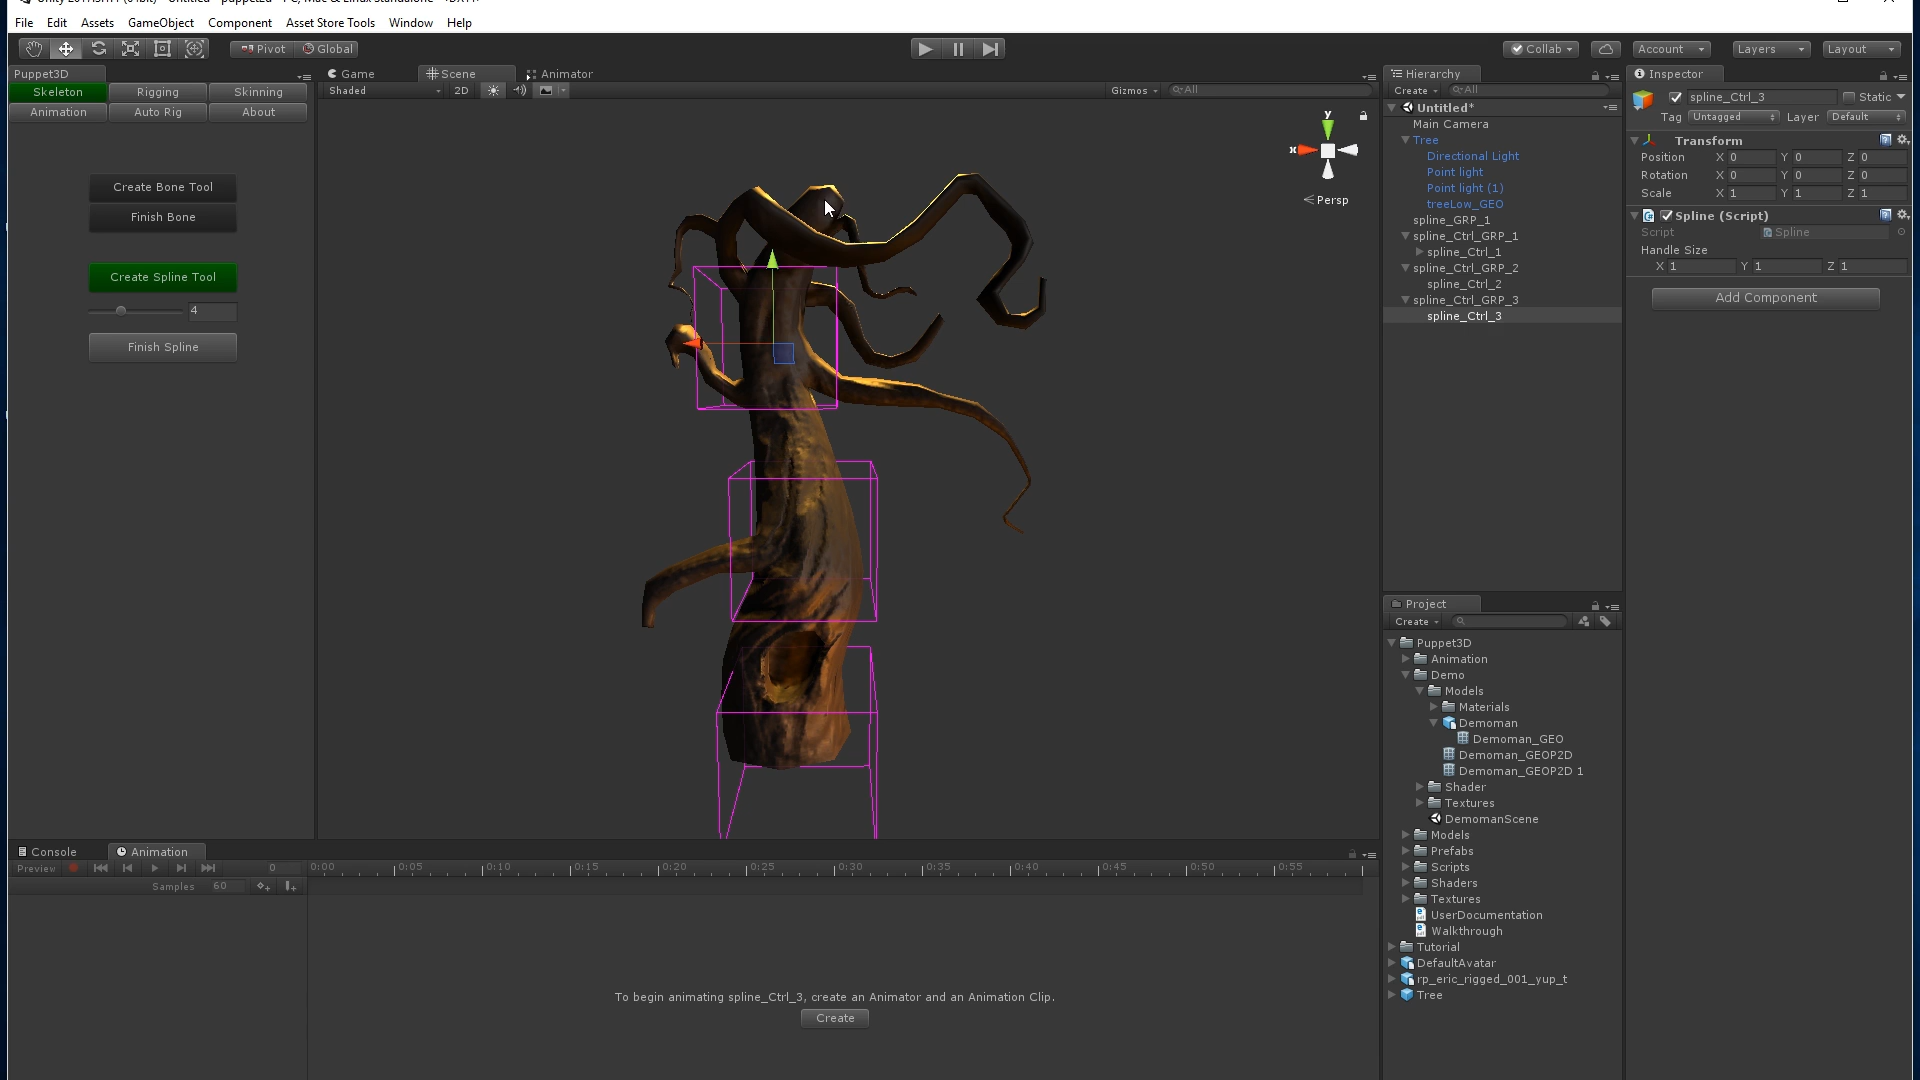 File Edit Assets GameObject Component Asset Store Tools Window Help
Pivot Global
Collab Account Layers Layout
Puppet3D
Skeleton Rigging Skinning
Animation Auto Rig About
Create Bone Tool
Finish Bone
Create Spline Tool
4
Finish Spline
Game Scene Animator
Shaded 2D Gizmos All
y
x
Persp
Hierarchy
Create All
Untitled*
Main Camera
Tree
Directional Light
Point light
Point light (1)
treeLow_GEO
spline_GRP_1
spline_Ctrl_GRP_1
spline_Ctrl_1
spline_Ctrl_GRP_2
spline_Ctrl_2
spline_Ctrl_GRP_3
spline_Ctrl_3
Project
Create
Puppet3D
Animation
Demo
Models
Materials
Demoman
Demoman_GEO
Demoman_GEOP2D
Demoman_GEOP2D 1
Shader
Textures
DemomanScene
Models
Prefabs
Scripts
Shaders
Textures
UserDocumentation
Walkthrough
Tutorial
DefaultAvatar
rp_eric_rigged_001_yup_t
Tree
Inspector
spline_Ctrl_3 Static
Tag Untagged Layer Default
Transform
Position X 0 Y 0 Z 0
Rotation X 0 Y 0 Z 0
Scale X 1 Y 1 Z 1
Spline (Script)
Script Spline
Handle Size
X 1 Y 1 Z 1
Add Component
Console Animation
Preview 0 0:00 0:05 0:10 0:15 0:20 0:25 0:30 0:35 0:40 0:45 0:50 0:55
Samples 60
To begin animating spline_Ctrl_3, create an Animator and an Animation Clip.
Create